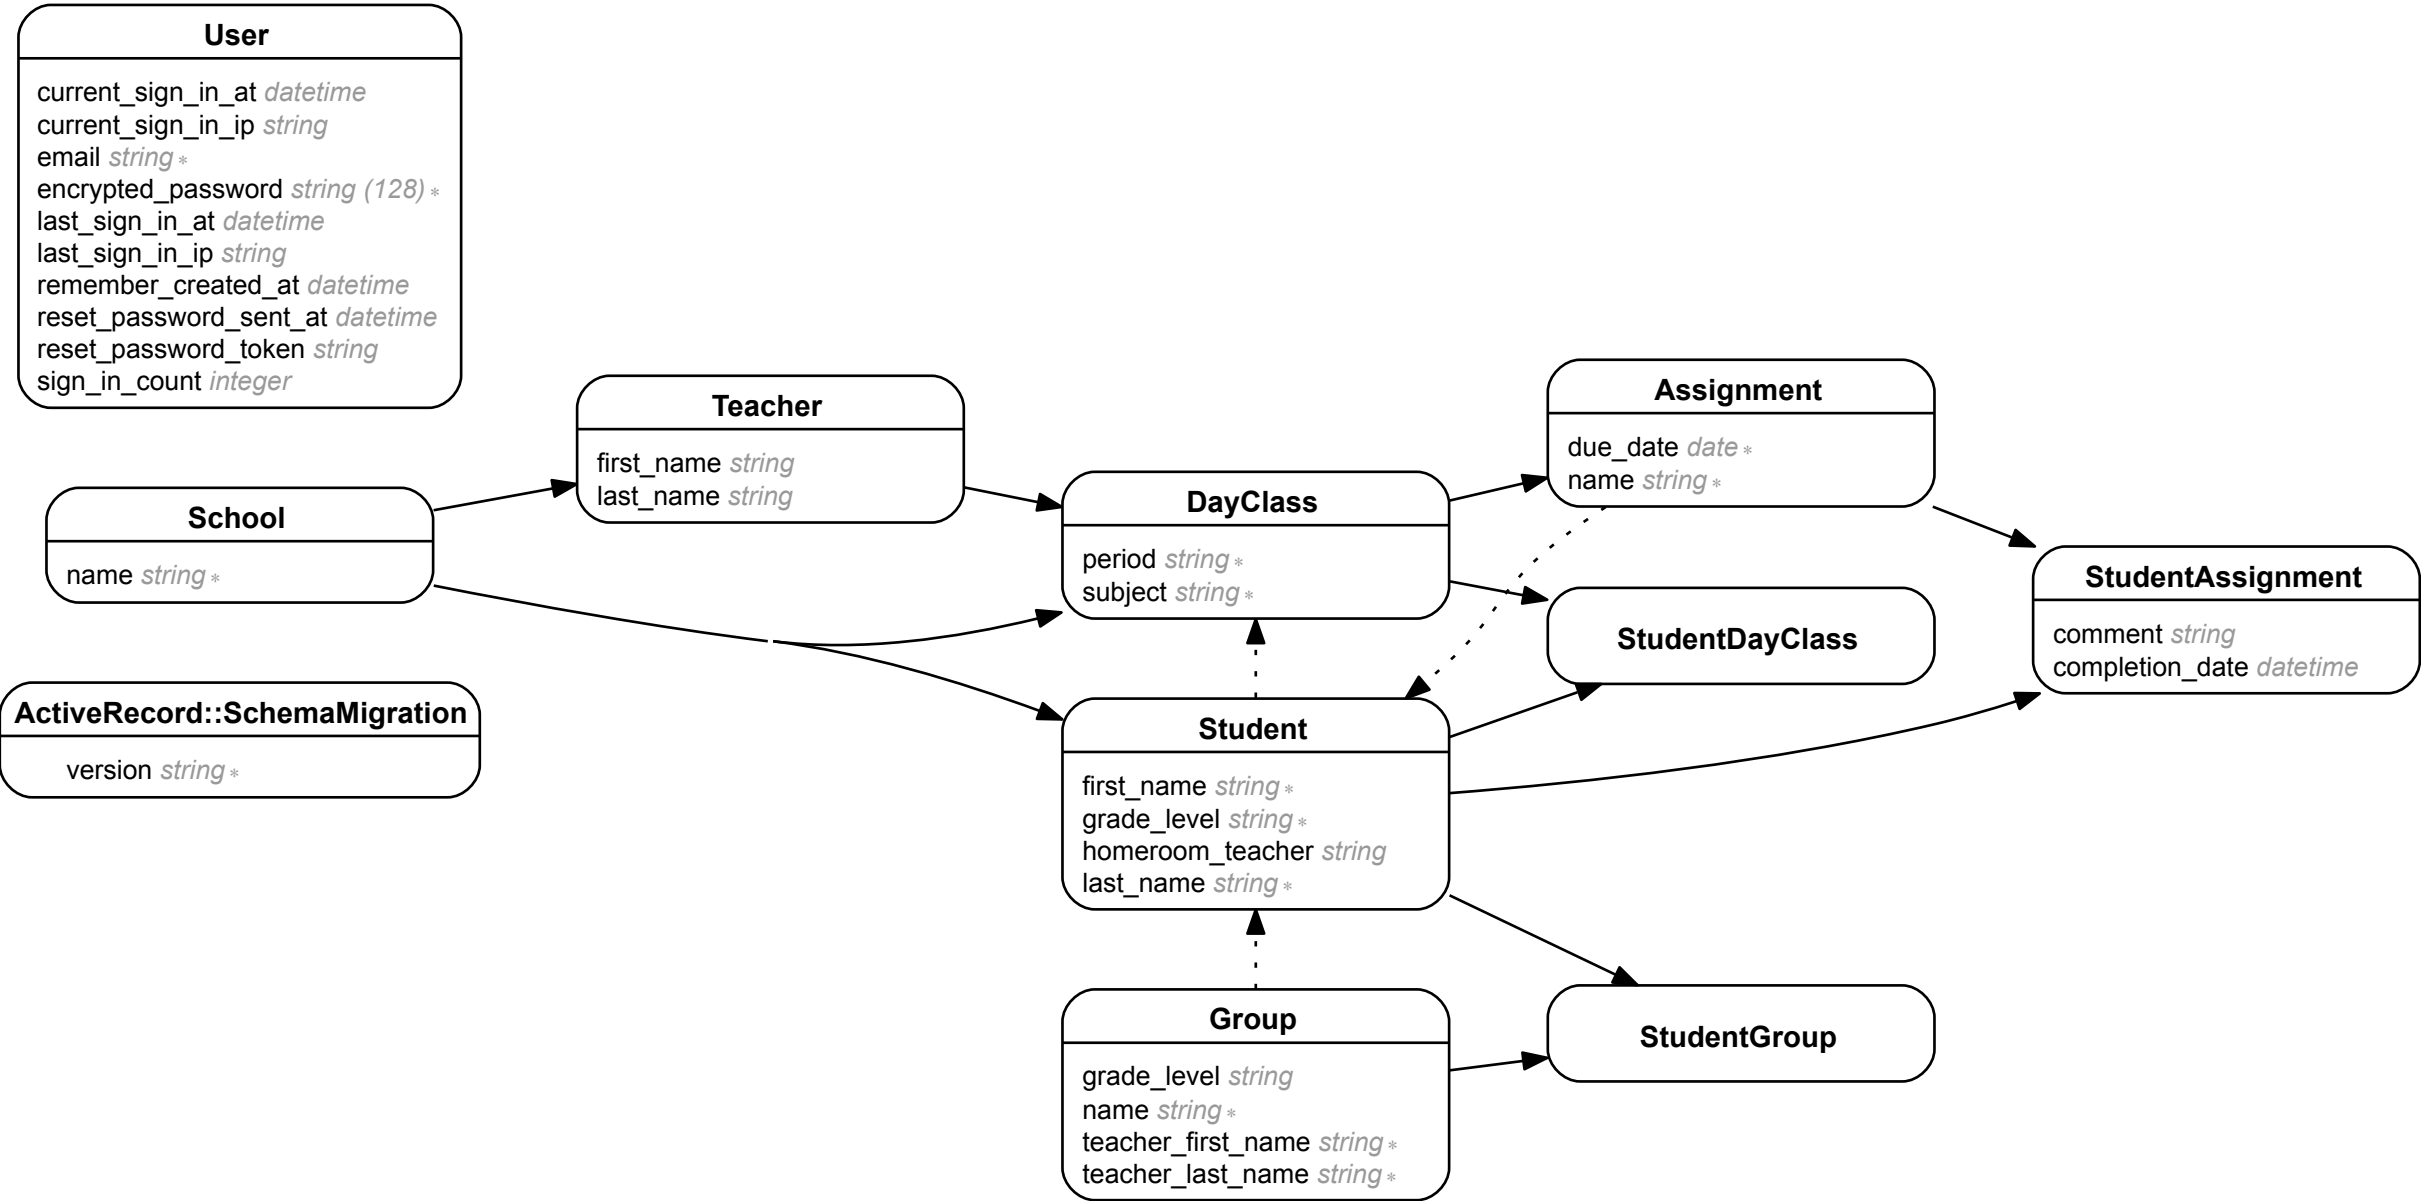 User
current_sign_in_at datetime
current_sign_in_ip string
email string *
encrypted_password string (128) *
last_sign_in_at datetime
last_sign_in_ip string
remember_created_at datetime
reset_password_sent_at datetime
reset_password_token string
sign_in_count integer
School
name string *
ActiveRecord::SchemaMigration
version string *
Teacher
first_name string
last_name string
DayClass
period string *
subject string *
Student
first_name string *
grade_level string *
homeroom_teacher string
last_name string *
Group
grade_level string
name string *
teacher_first_name string *
teacher_last_name string *
Assignment
due_date date *
name string *
StudentDayClass
StudentGroup
StudentAssignment
comment string
completion_date datetime